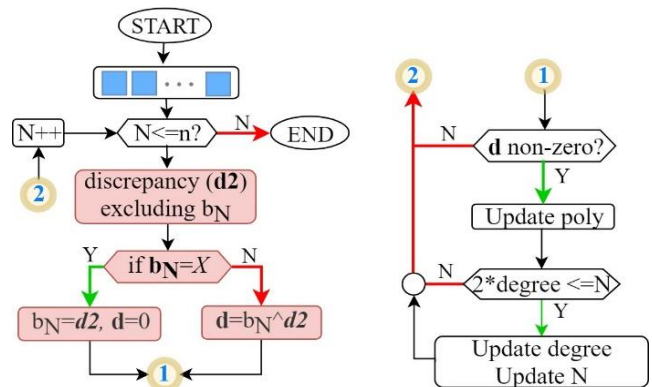 START
...
N++
N<=n?
N
END
2
discrepancy (d2)
excluding bN
Y
if bN=X
N
bN=d2, d=0
d=bN^d2
1
2
1
N
d non-zero?
Y
Update poly
N
2*degree <=N
Y
Update degree
Update N